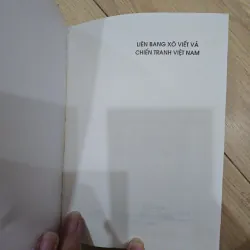 LIÊN BANG XÔ VIẾT VÀ
CHIẾN TRANH VIỆT NAM